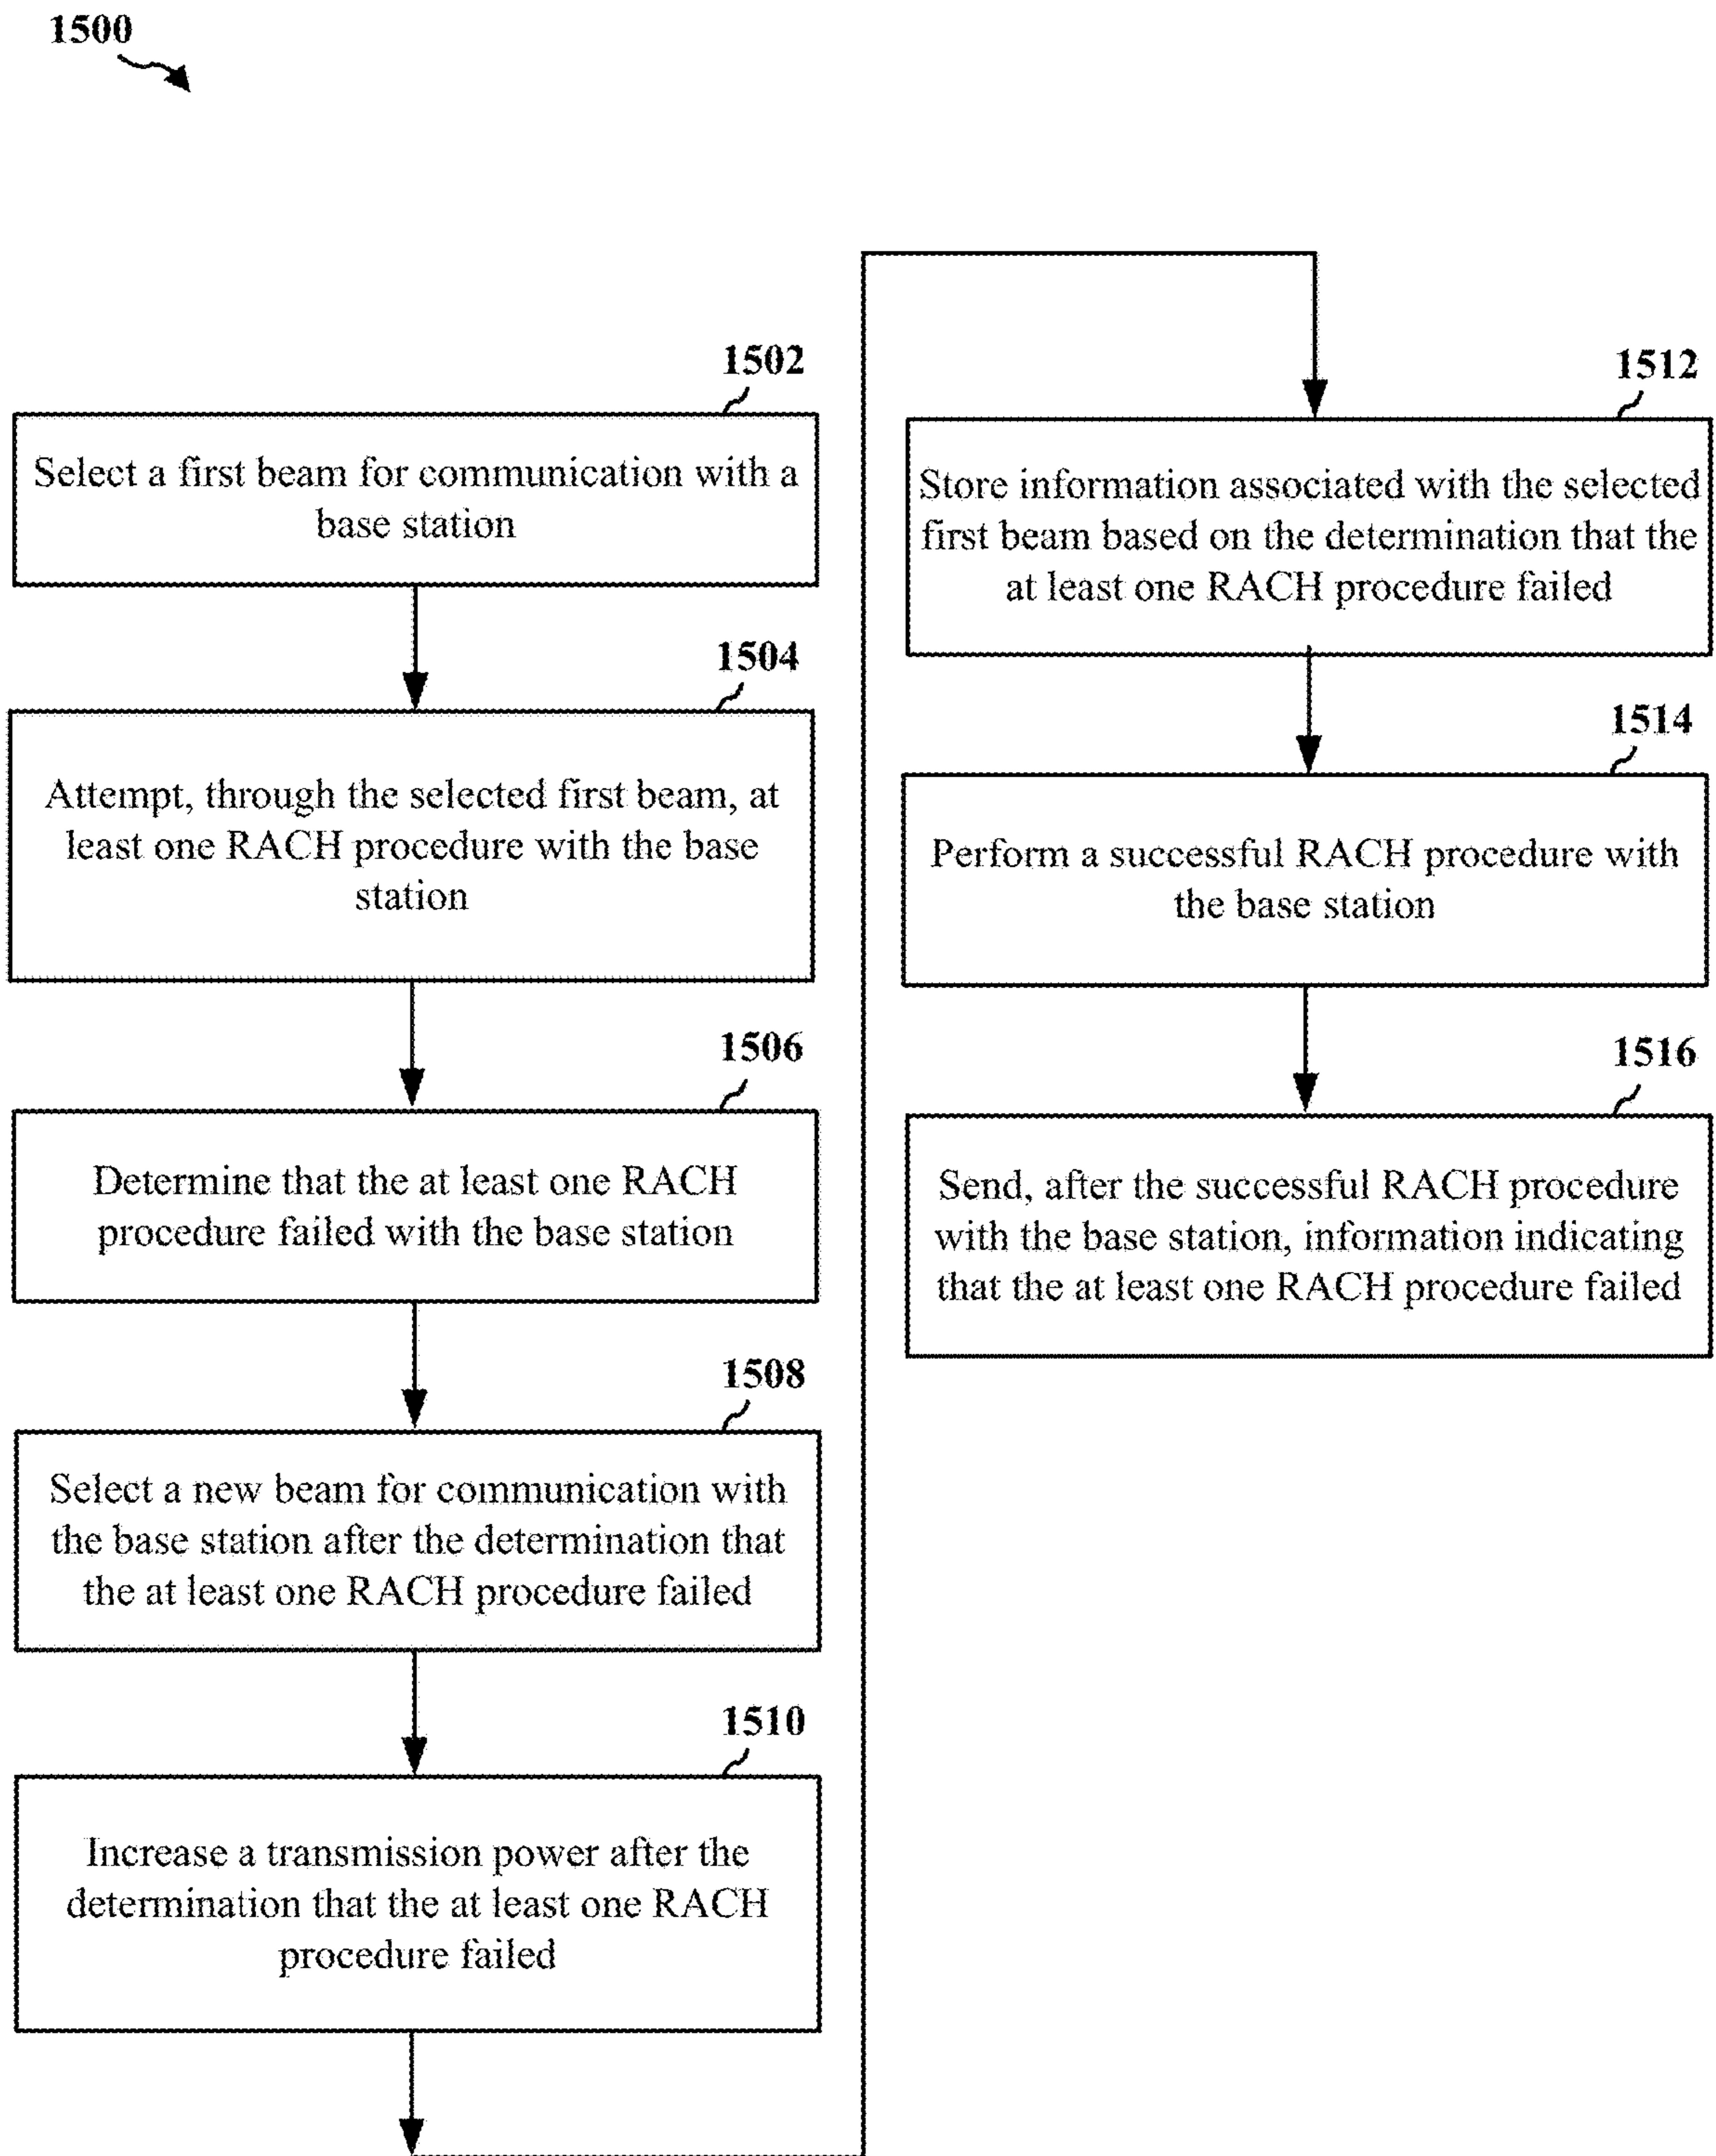 1500
1502
Select a first beam for communication with a
base station
1504
Attempt, through the selected first beam, at
least one RACH procedure with the base
station
1506
Determine that the at least one RACH
procedure failed with the base station
1508
Select a new beam for communication with
the base station after the determination that
the at least one RACH procedure failed
1510
Increase a transmission power after the
determination that the at least one RACH
procedure failed
1512
Store information associated with the selected
first beam based on the determination that the
at least one RACH procedure failed
1514
Perform a successful RACH procedure with
the base station
1516
Send, after the successful RACH procedure
with the base station, information indicating
that the at least one RACH procedure failed